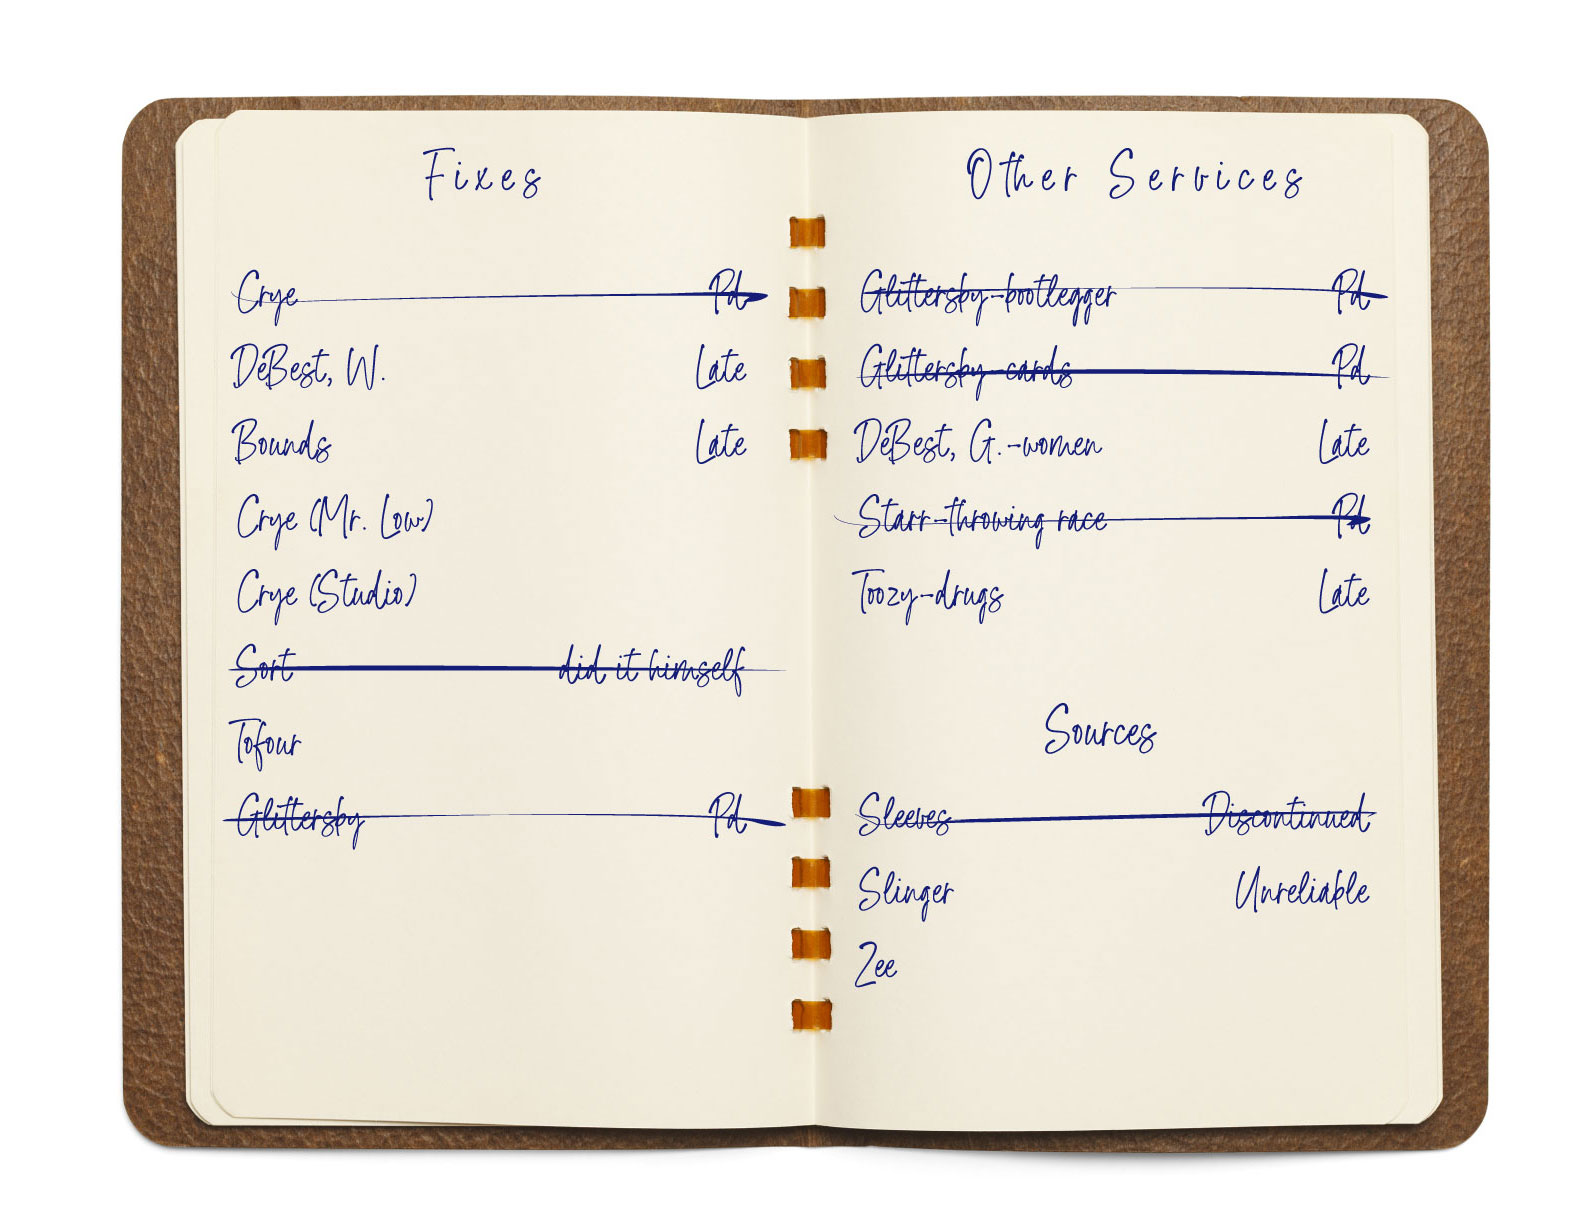 Fixes
Crye Pd
DeBest, W. Late
Bounds Late
Crye (Mr. Low)
Crye (Studio)
Sort did it himself
Tofour
Glittersby Pd
Other Services
Glittersby-bootlegger Pd
Glittersby-cards Pd
DeBest, G.-women Late
Starr-throwing race Pd
Toozy-drugs Late
Sources
Sleeves Discontinued
Slinger Unreliable
Zee